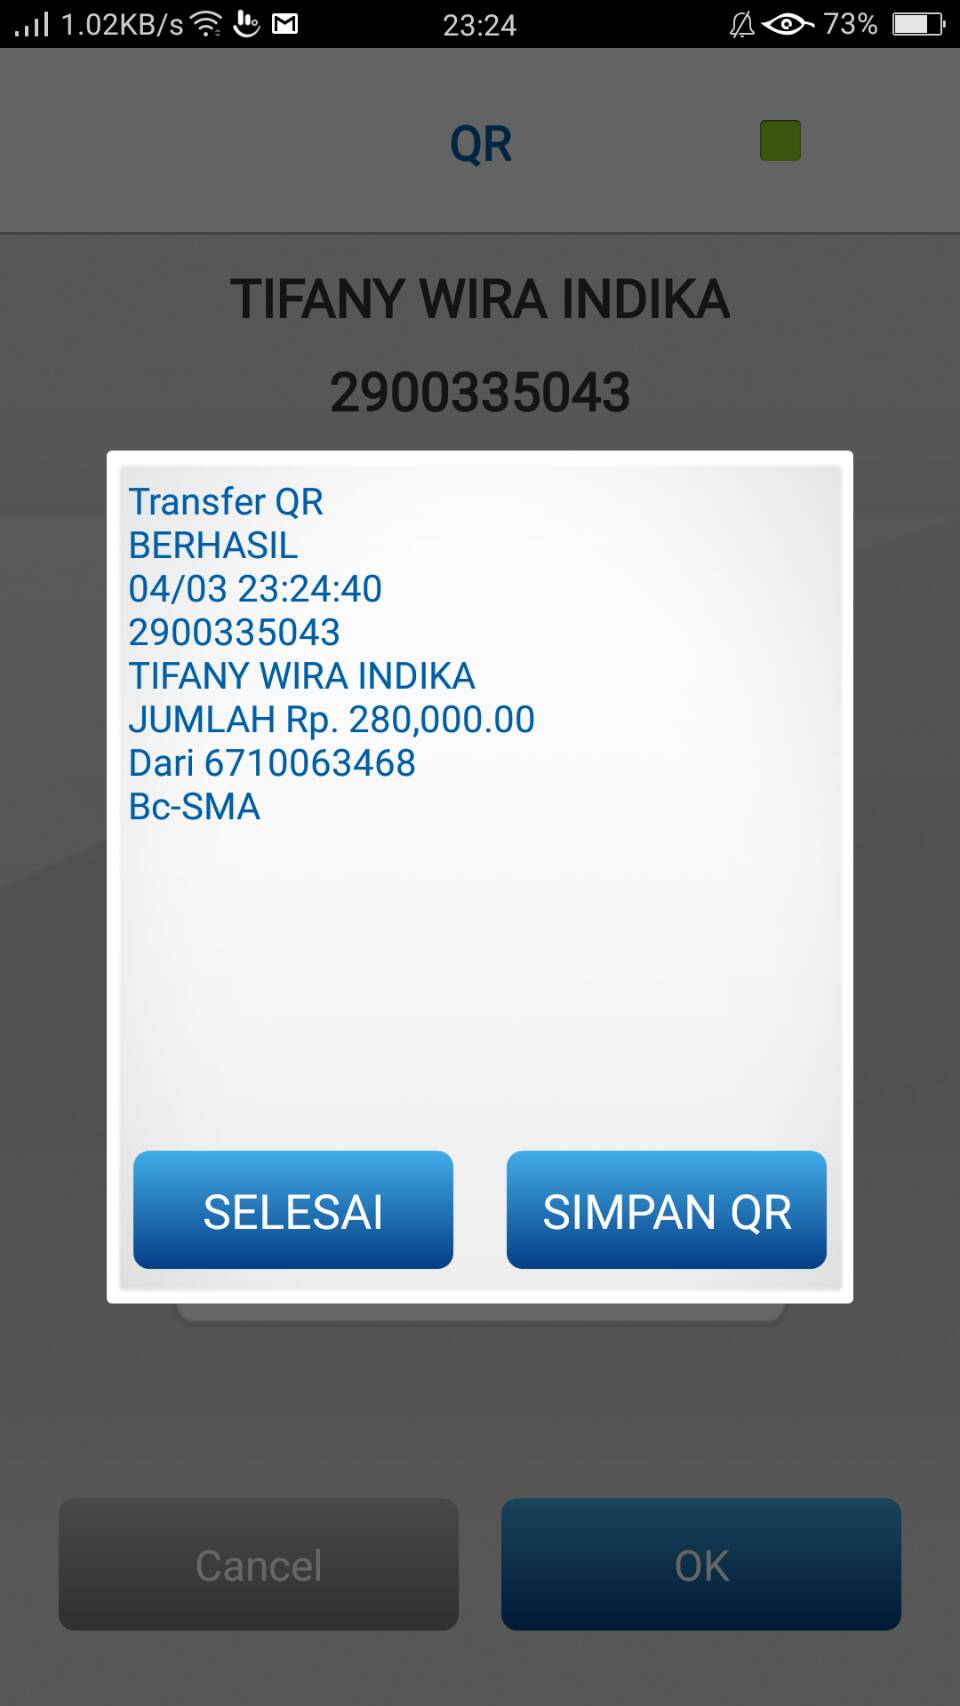 1.02KB/s 23:24 73%
QR
TIFANY WIRA INDIKA
2900335043
Transfer QR
BERHASIL
04/03 23:24:40
2900335043
TIFANY WIRA INDIKA
JUMLAH Rp. 280,000.00
Dari 6710063468
Bc-SMA
SELESAI SIMPAN QR
Cancel OK